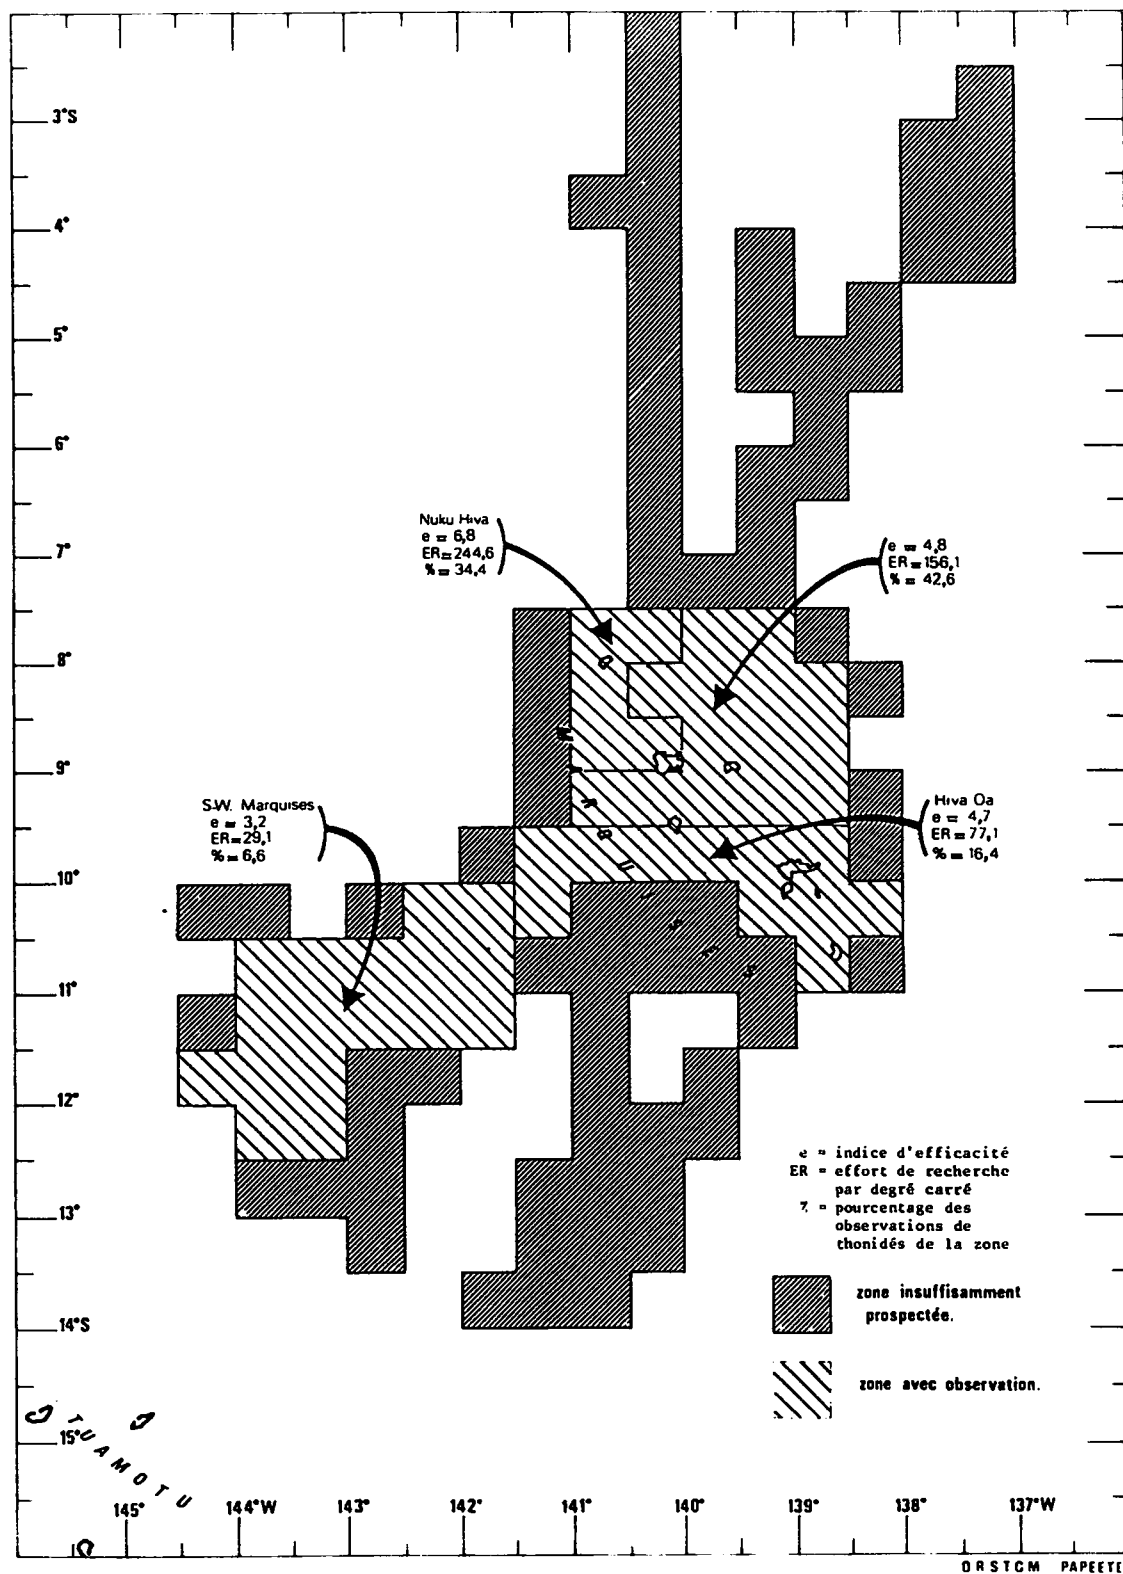 3°S
4°
5°
6°
7°
8°
9°
10°
11°
12°
13°
14°S
15°
Nuku Hiva
e = 6,8
ER=244,6
% = 34,4
e = 4,8
ER=156,1
% = 42,6
S.W. Marquises
e = 3,2
ER=29,1
% = 6,6
Hiva Oa
e = 4,7
ER=77,1
% = 16,4
MARQUISES
e = indice d'efficacité
ER = effort de recherche
par degré carré
% = pourcentage des
observations de
thonidés de la zone
zone insuffisamment
prospectée.
zone avec observation.
TUAMOTU
145°
144°W
143°
142°
141°
140°
139°
138°
137°W
ORSTOM PAPEETE